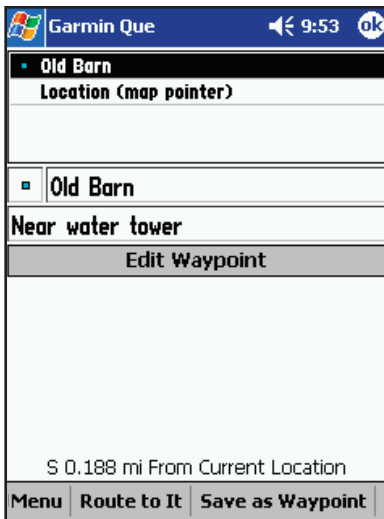 Garmin Que 9:53 ok
Old Barn
Location (map pointer)
Old Barn
Near water tower
Edit Waypoint
S 0.188 mi From Current Location
Menu Route to It Save as Waypoint